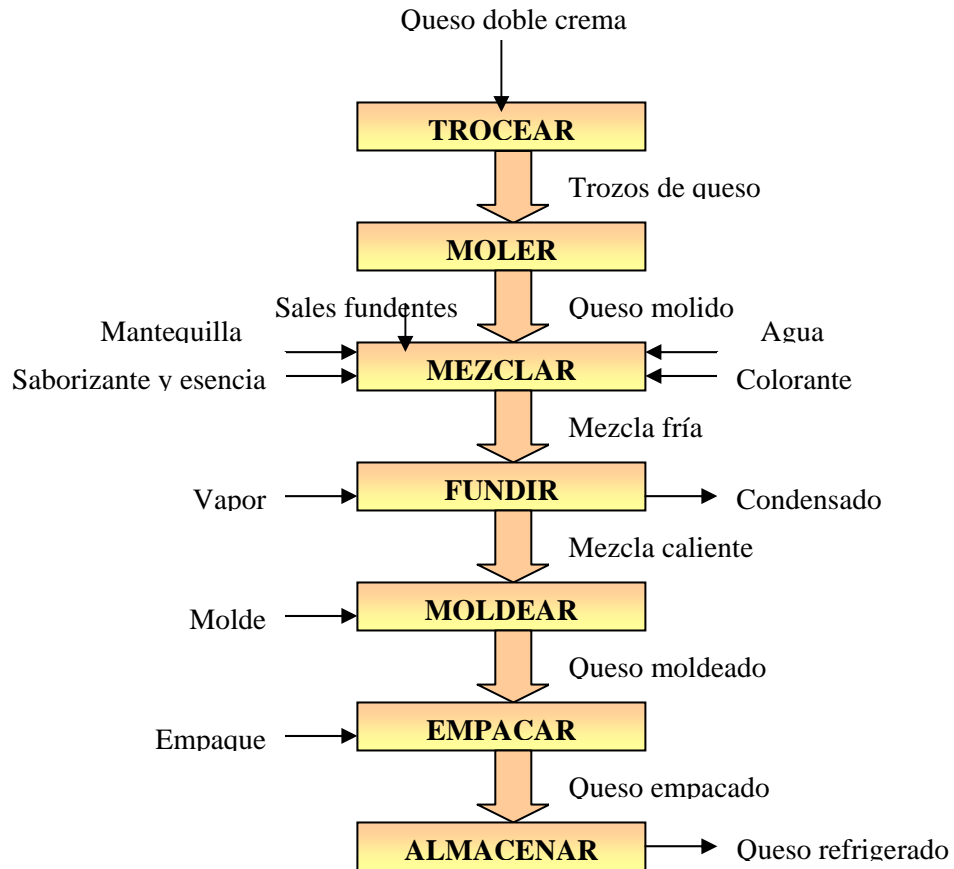 Queso doble crema
TROCEAR
Trozos de queso
MOLER
Sales fundentes
Queso molido
Mantequilla
Agua
MEZCLAR
Saborizante y esencia
Colorante
Mezcla fría
FUNDIR
Vapor
Condensado
Mezcla caliente
MOLDEAR
Molde
Queso moldeado
EMPACAR
Empaque
Queso empacado
ALMACENAR
Queso refrigerado